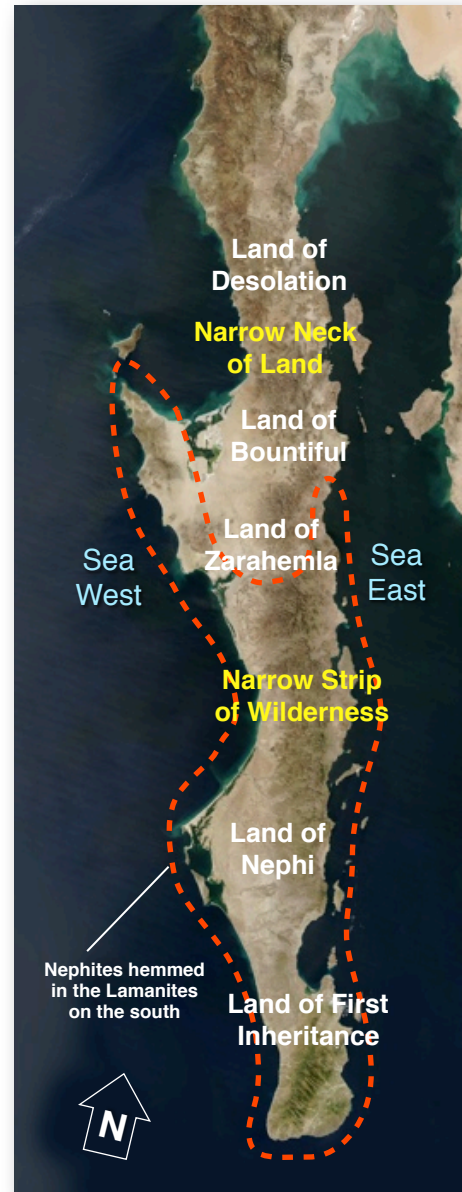 Land of
Desolation
Narrow Neck
of Land
Land of
Bountiful
Land of
Zarahemla
Sea
West
Sea
East
Narrow Strip
of Wilderness
Land of
Nephi
Nephites hemmed
in the Lamanites
on the south
Land of First
Inheritance
N